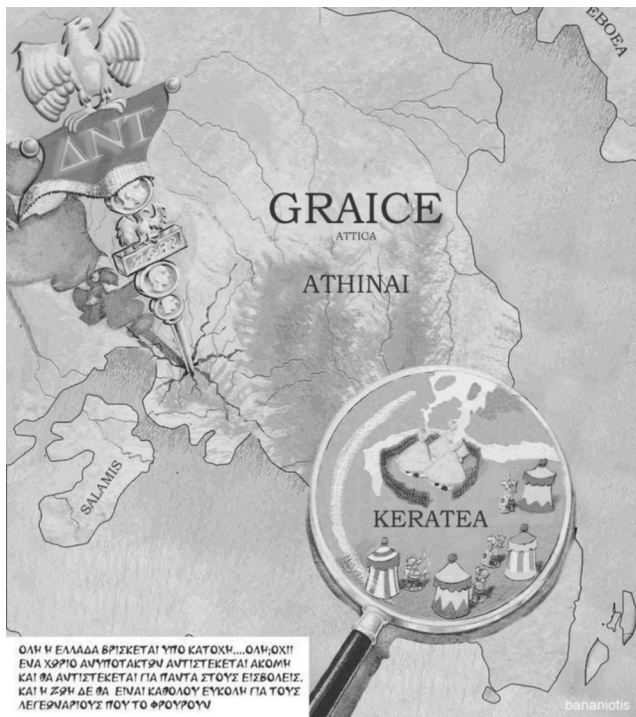 EBOEA
ΔΝΤ
GRAICE
ATTICA
ATHINAI
SALAMIS
KERATEA
ΟΛΗ Η ΕΛΛΑΔΑ ΒΡΙΣΚΕΤΑΙ ΥΠΟ ΚΑΤΟΧΗ....ΟΛΗ;ΟΧΙ!
ΕΝΑ ΧΩΡΙΟ ΑΝΥΠΟΤΑΚΤΩΝ ΑΝΤΙΣΤΕΚΕΤΑΙ ΑΚΟΜΗ
ΚΑΙ ΘΑ ΑΝΤΙΣΤΕΚΕΤΑΙ ΓΙΑ ΠΑΝΤΑ ΣΤΟΥΣ ΕΙΣΒΟΛΕΙΣ.
ΚΑΙ Η ΖΩΗ ΔΕ ΘΑ ΕΙΝΑΙ ΚΑΘΟΛΟΥ ΕΥΚΟΛΗ ΓΙΑ ΤΟΥΣ
ΛΕΓΕΩΝΑΡΙΟΥΣ ΠΟΥ ΤΟ ΦΡΟΥΡΟΥΝ
bananiotis